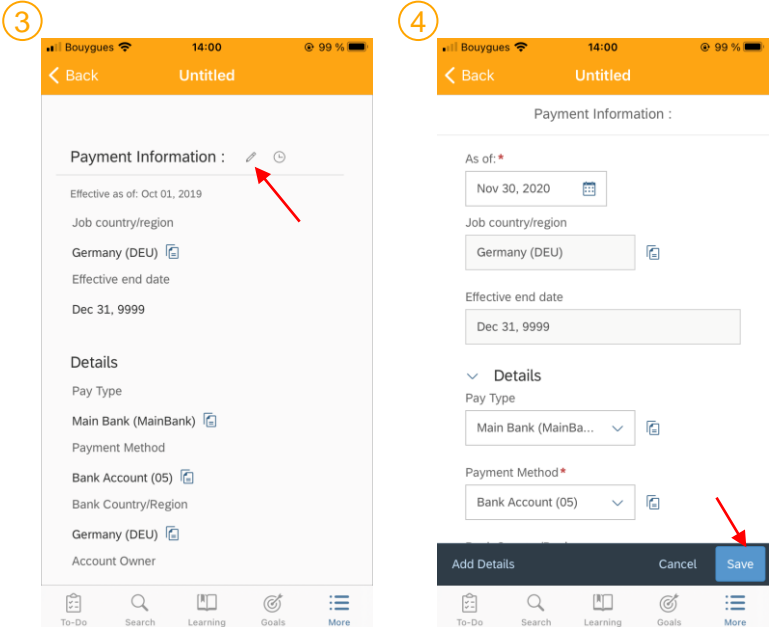 3
Bouygues
14:00
99 %
Back
Untitled
Payment Information :
Effective as of: Oct 01, 2019
Job country/region
Germany (DEU)
Effective end date
Dec 31, 9999
Details
Pay Type
Main Bank (MainBank)
Payment Method
Bank Account (05)
Bank Country/Region
Germany (DEU)
Account Owner
To-Do
Search
Learning
Goals
More
4
Bouygues
14:00
99 %
Back
Untitled
Payment Information :
As of:*
Nov 30, 2020
Job country/region
Germany (DEU)
Effective end date
Dec 31, 9999
Details
Pay Type
Main Bank (MainBa...
Payment Method*
Bank Account (05)
Add Details
Cancel
Save
To-Do
Search
Learning
Goals
More